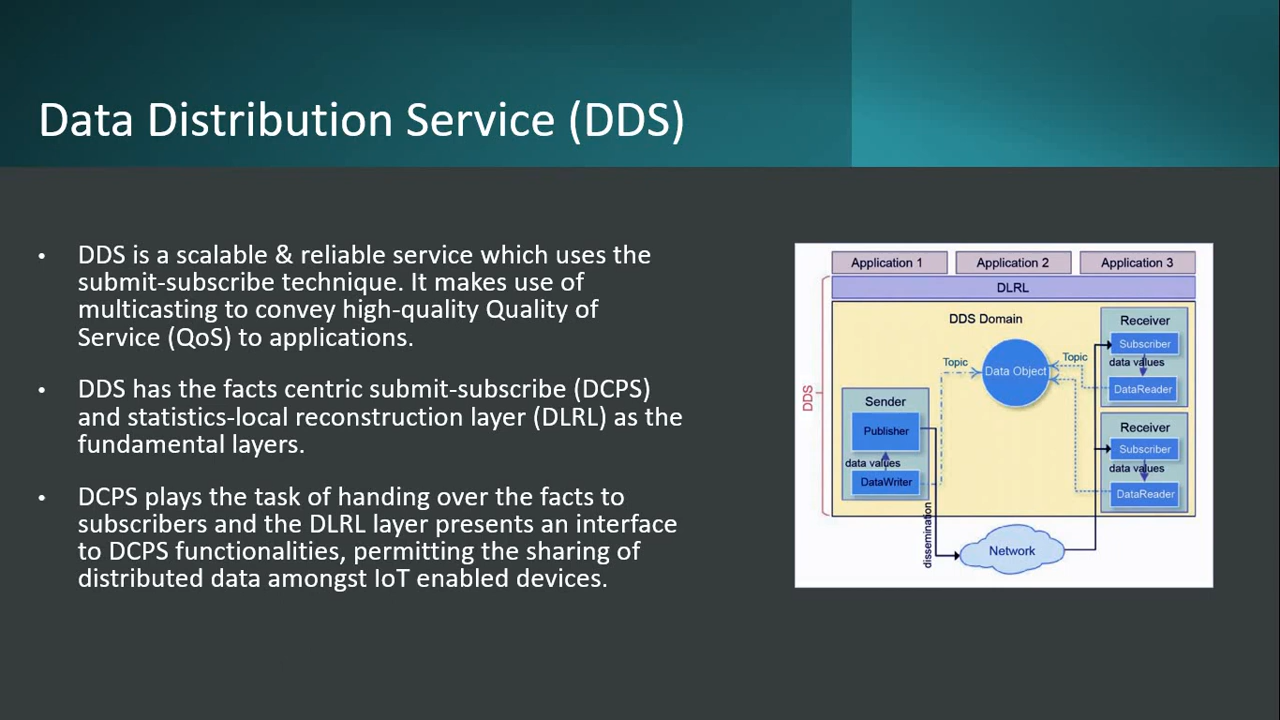 Data Distribution Service (DDS)
• DDS is a scalable & reliable service which uses the
submit-subscribe technique. It makes use of
multicasting to convey high-quality Quality of
Service (QoS) to applications.
• DDS has the facts centric submit-subscribe (DCPS)
and statistics-local reconstruction layer (DLRL) as the
fundamental layers.
• DCPS plays the task of handing over the facts to
subscribers and the DLRL layer presents an interface
to DCPS functionalities, permitting the sharing of
distributed data amongst IoT enabled devices.
Application 1
Application 2
Application 3
DLRL
DDS
DDS Domain
Sender
Publisher
data values
DataWriter
Topic
Data Object
Topic
Receiver
Subscriber
data values
DataReader
Receiver
Subscriber
data values
DataReader
dissemination
Network